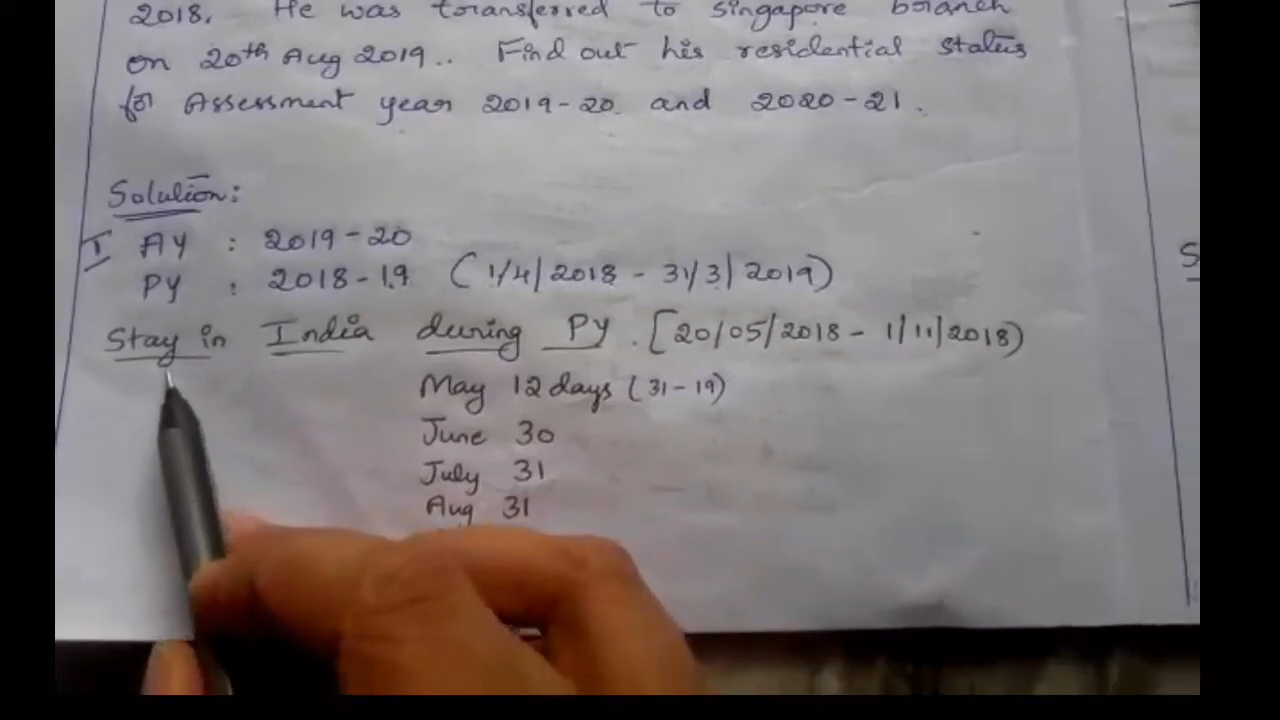 2018. He was transferred to Singapore branch
on 20th Aug 2019.. Find out his residential status
for Assessment year 2019-20 and 2020-21.
Solution:
I AY : 2019-20
PY : 2018-19 (1/4/2018 - 31/3/2019)
Stay in India during PY. [20/05/2018 - 1/11/2018)
May 12 days (31-19)
June 30
July 31
Aug 31
S